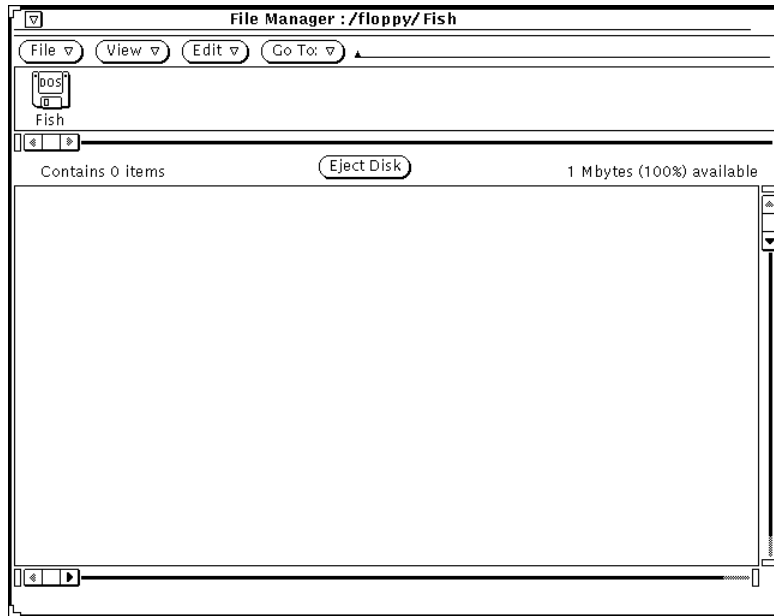 File Manager : /floppy/ Fish
File View Edit Go To:
DOS
Fish
Contains 0 items Eject Disk 1 Mbytes (100%) available